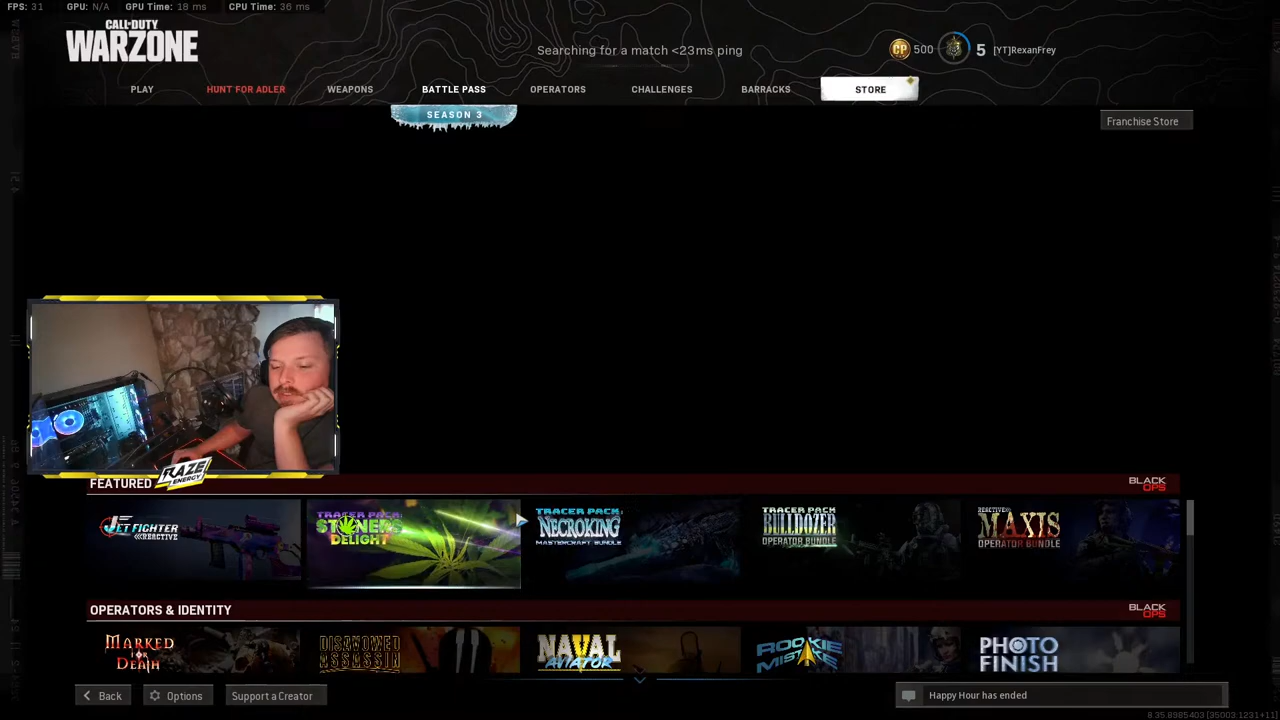 FPS: 31 GPU: N/A GPU Time: 18 ms CPU Time: 36 ms
CALL OF DUTY
WARZONE
Searching for a match <23ms ping
CP 500 5 [YT]RexanFrey
PLAY HUNT FOR ADLER WEAPONS BATTLE PASS OPERATORS CHALLENGES BARRACKS STORE
SEASON 3
Franchise Store
RAZE
ENERGY
FEATURED BLACK OPS
JET FIGHTER
REACTIVE
TRACER PACK:
STONERS
DELIGHT
TRACER PACK:
NECROKING
MASTERCRAFT BUNDLE
TRACER PACK:
BULLDOZER
OPERATOR BUNDLE
REACTIVE
MAXIS
OPERATOR BUNDLE
OPERATORS & IDENTITY BLACK OPS
MARKED
OR
DEATH
DISAVOWED
ASSASSIN
NAVAL
AVIATOR
ROOKIE
MISTAKE
PHOTO
FINISH
Back Options Support a Creator
Happy Hour has ended